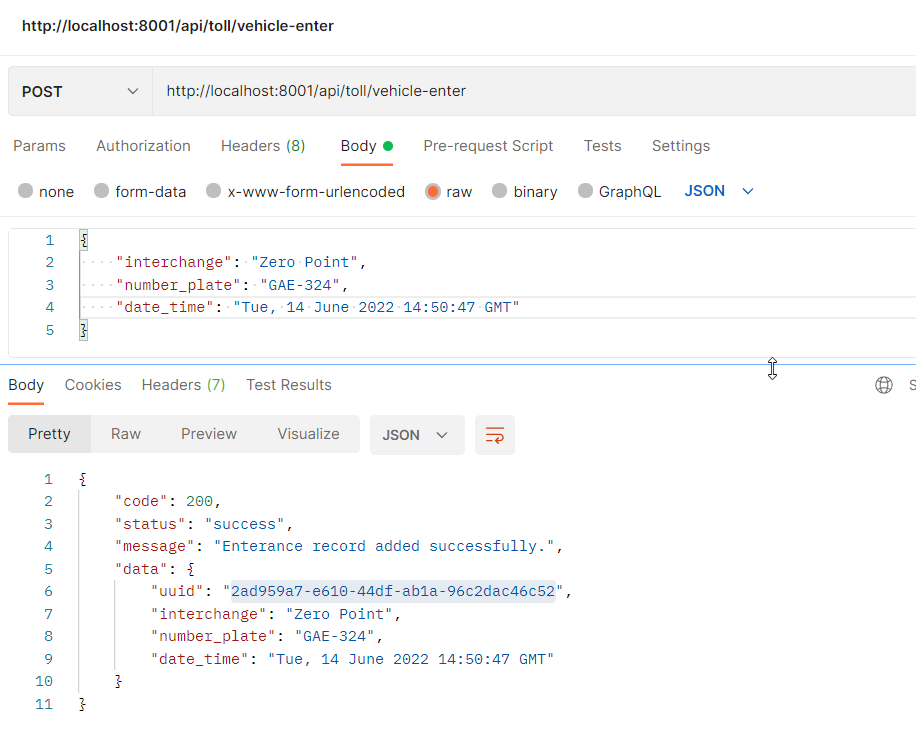 http://localhost:8001/api/toll/vehicle-enter
POST http://localhost:8001/api/toll/vehicle-enter
Params Authorization Headers (8) Body Pre-request Script Tests Settings
none form-data x-www-form-urlencoded raw binary GraphQL JSON
1 {
2 "interchange": "Zero Point",
3 "number_plate": "GAE-324",
4 "date_time": "Tue, 14 June 2022 14:50:47 GMT"
5 }
Body Cookies Headers (7) Test Results S
Pretty Raw Preview Visualize JSON
1 {
2 "code": 200,
3 "status": "success",
4 "message": "Enterance record added successfully.",
5 "data": {
6 "uuid": "2ad959a7-e610-44df-ab1a-96c2dac46c52",
7 "interchange": "Zero Point",
8 "number_plate": "GAE-324",
9 "date_time": "Tue, 14 June 2022 14:50:47 GMT"
10 }
11 }